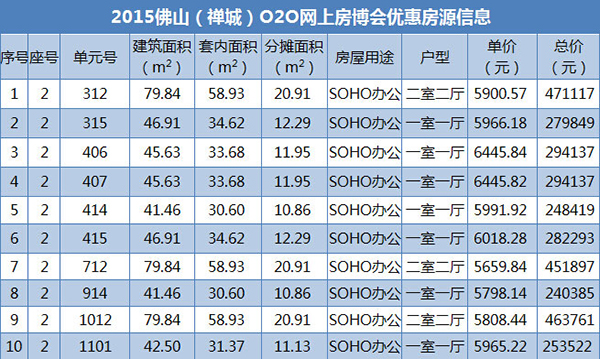 2015佛山（禅城）O2O网上房博会优惠房源信息
序号 座号 单元号 建筑面积（m²） 套内面积（m²） 分摊面积（m²） 房屋用途 户型 单价（元） 总价（元）
1 2 312 79.84 58.93 20.91 SOHO办公 二室二厅 5900.57 471117
2 2 315 46.91 34.62 12.29 SOHO办公 一室一厅 5966.18 279849
3 2 406 45.63 33.68 11.95 SOHO办公 一室一厅 6445.84 294137
4 2 407 45.63 33.68 11.95 SOHO办公 一室一厅 6445.82 294137
5 2 414 41.46 30.60 10.86 SOHO办公 一室一厅 5991.92 248419
6 2 415 46.91 34.62 12.29 SOHO办公 一室一厅 6018.28 282293
7 2 712 79.84 58.93 20.91 SOHO办公 二室二厅 5659.84 451897
8 2 914 41.46 30.60 10.86 SOHO办公 一室一厅 5798.14 240385
9 2 1012 79.84 58.93 20.91 SOHO办公 二室二厅 5808.44 463761
10 2 1101 42.50 31.37 11.13 SOHO办公 一室一厅 5965.22 253522